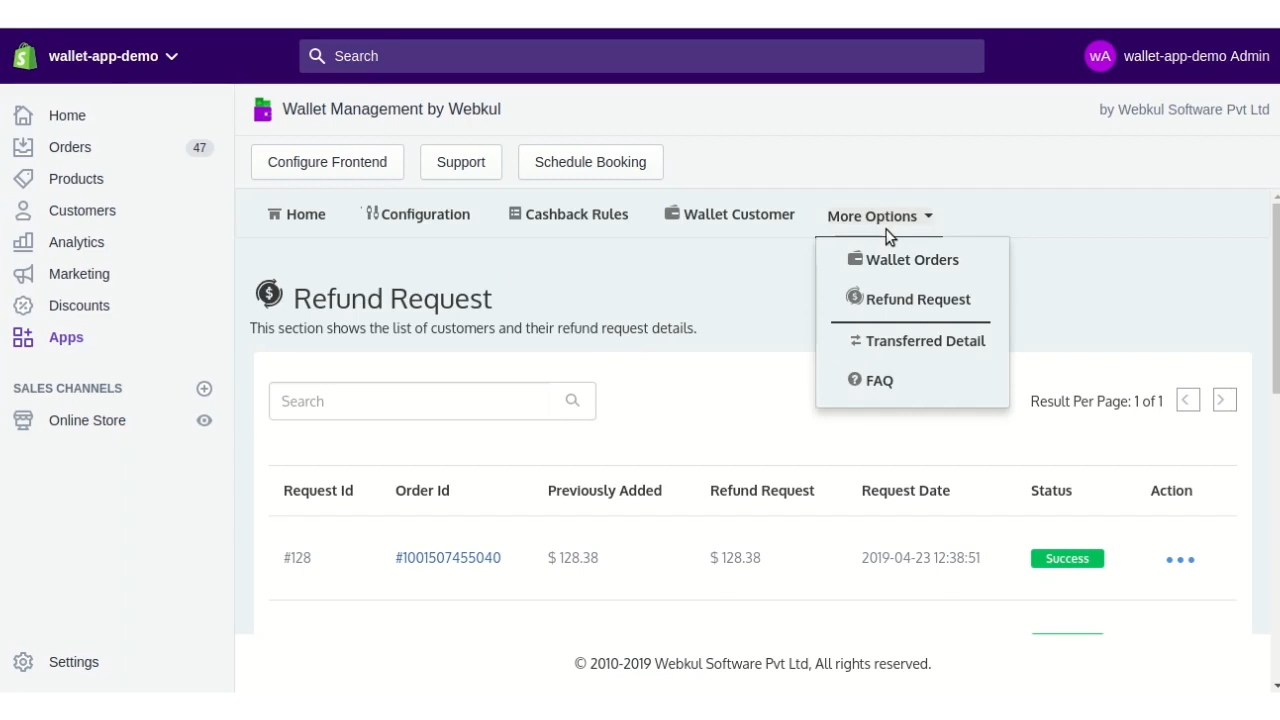 wallet-app-demo
Search
wA
wallet-app-demo Admin
Home
Orders
47
Products
Customers
Analytics
Marketing
Discounts
Apps
SALES CHANNELS
Online Store
Settings
Wallet Management by Webkul
by Webkul Software Pvt Ltd
Configure Frontend
Support
Schedule Booking
Home
Configuration
Cashback Rules
Wallet Customer
More Options
Wallet Orders
Refund Request
Transferred Detail
FAQ
Refund Request
This section shows the list of customers and their refund request details.
Search
Result Per Page: 1 of 1
Request Id Order Id Previously Added Refund Request Request Date Status Action
#128 #1001507455040 $ 128.38 $ 128.38 2019-04-23 12:38:51 Success
© 2010-2019 Webkul Software Pvt Ltd, All rights reserved.